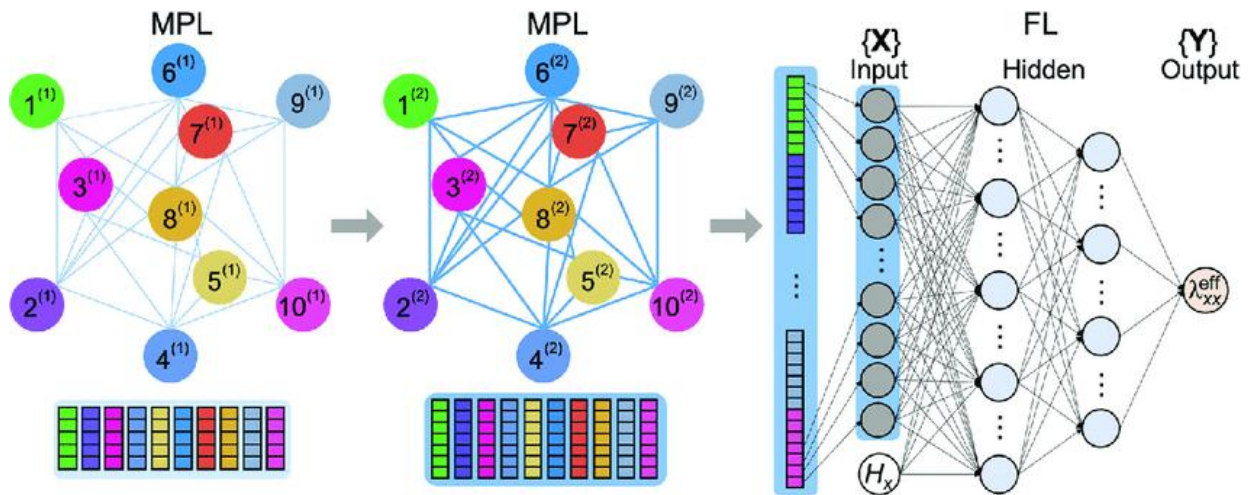 MPL
6(1)
1(1)
9(1)
7(1)
3(1)
8(1)
5(1)
2(1)
10(1)
4(1)
MPL
6(2)
1(2)
9(2)
7(2)
3(2)
8(2)
5(2)
2(2)
10(2)
4(2)
FL
{X}
{Y}
Input
Hidden
Output
λxx^eff
Hx